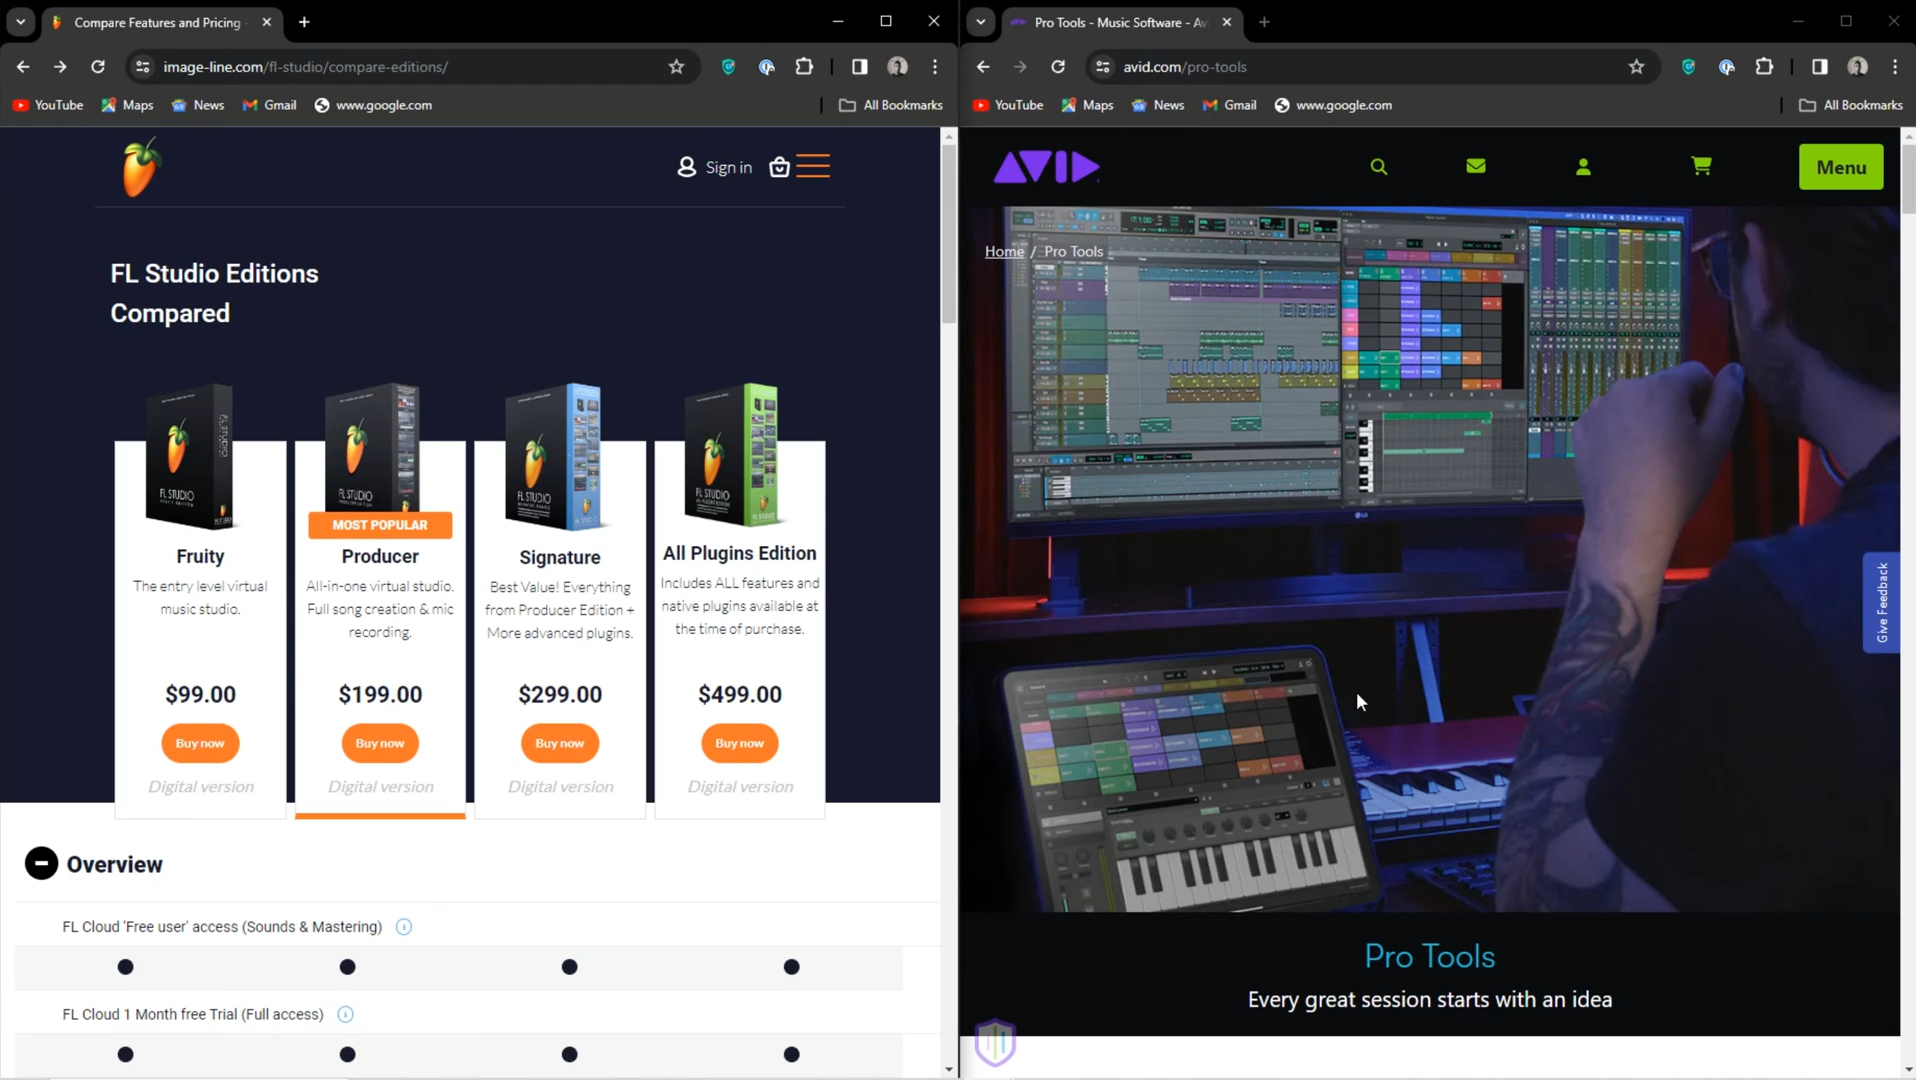 Compare Features and Pricing
image-line.com/fl-studio/compare-editions/
YouTube
Maps
News
Gmail
www.google.com
All Bookmarks
Sign in
FL Studio Editions
Compared
MOST POPULAR
Fruity
The entry level virtual
music studio.
$99.00
Buy now
Digital version
Producer
All-in-one virtual studio.
Full song creation & mic
recording.
$199.00
Buy now
Digital version
Signature
Best Value! Everything
from Producer Edition +
More advanced plugins.
$299.00
Buy now
Digital version
All Plugins Edition
Includes ALL features and
native plugins available at
the time of purchase.
$499.00
Buy now
Digital version
Overview
FL Cloud 'Free user' access (Sounds & Mastering)
FL Cloud 1 Month free Trial (Full access)
Pro Tools - Music Software - Av
avid.com/pro-tools
YouTube
Maps
News
Gmail
www.google.com
All Bookmarks
AVID
Menu
Home / Pro Tools
Give Feedback
Pro Tools
Every great session starts with an idea